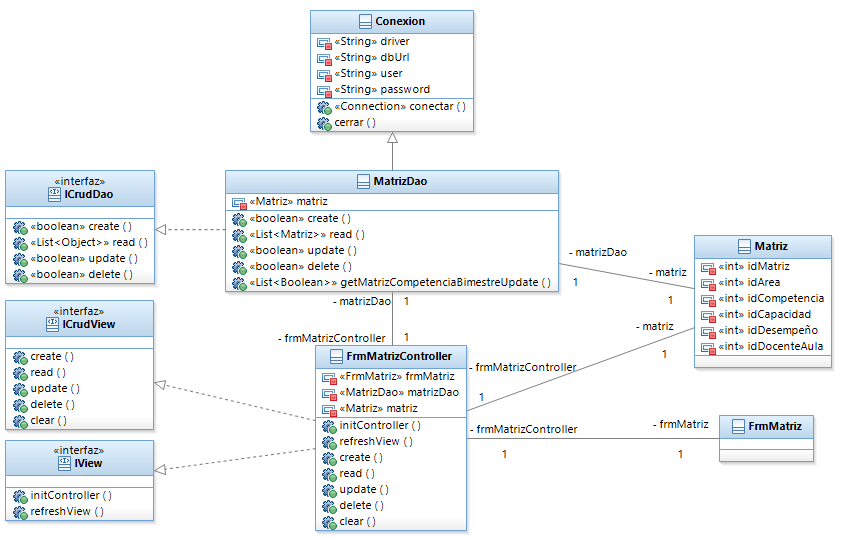 Conexion
«String» driver
«String» dbUrl
«String» user
«String» password
«Connection» conectar ( )
cerrar ( )
«interfaz»
ICrudDao
«boolean» create ( )
«List<Object>» read ( )
«boolean» update ( )
«boolean» delete ( )
MatrizDao
«Matriz» matriz
«boolean» create ( )
«List<Matriz>» read ( )
«boolean» update ( )
«boolean» delete ( )
«List<Boolean>» getMatrizCompetenciaBimestreUpdate ( )
- matrizDao
1
- matriz
1
Matriz
«int» idMatriz
«int» idArea
«int» idCompetencia
«int» idCapacidad
«int» idDesempeño
«int» idDocenteAula
- matrizDao
1
- frmMatrizController
1
«interfaz»
ICrudView
create ( )
read ( )
update ( )
delete ( )
clear ( )
- matriz
1
- frmMatrizController
1
FrmMatrizController
«FrmMatriz» frmMatriz
«MatrizDao» matrizDao
«Matriz» matriz
initController ( )
refreshView ( )
create ( )
read ( )
update ( )
delete ( )
clear ( )
- frmMatrizController
1
- frmMatriz
1
FrmMatriz
«interfaz»
IView
initController ( )
refreshView ( )